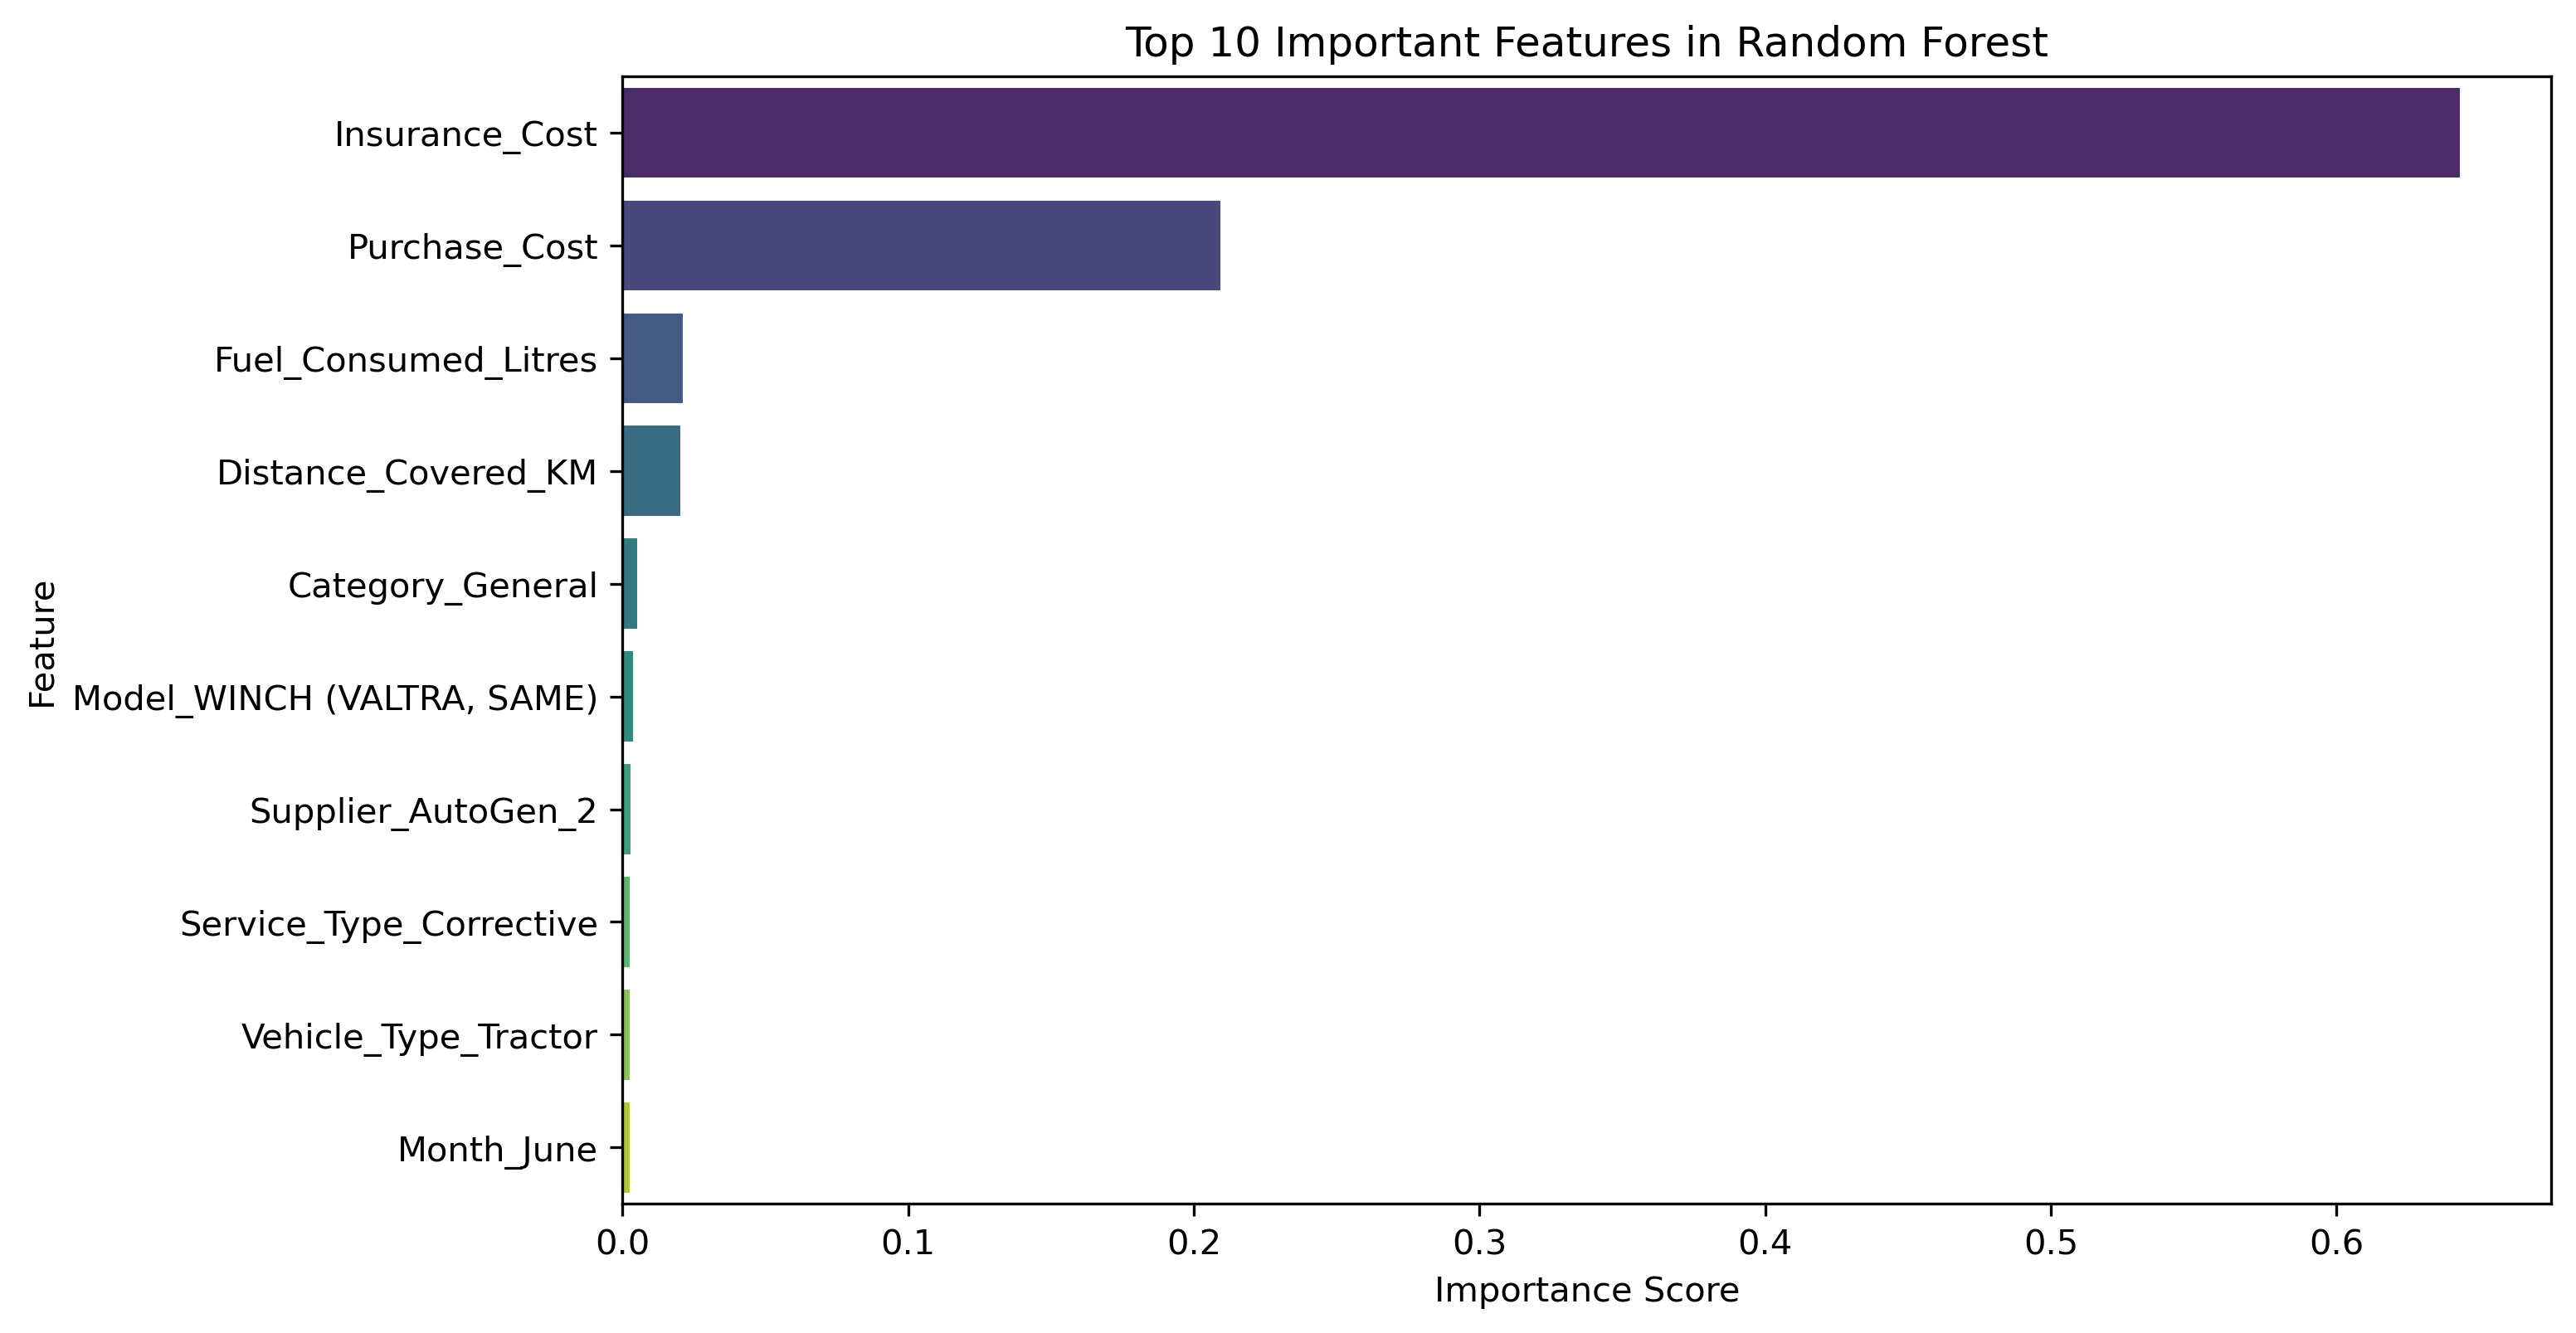 Top 10 Important Features in Random Forest
Feature
Insurance_Cost
Purchase_Cost
Fuel_Consumed_Litres
Distance_Covered_KM
Category_General
Model_WINCH (VALTRA, SAME)
Supplier_AutoGen_2
Service_Type_Corrective
Vehicle_Type_Tractor
Month_June
0.0 0.1 0.2 0.3 0.4 0.5 0.6
Importance Score